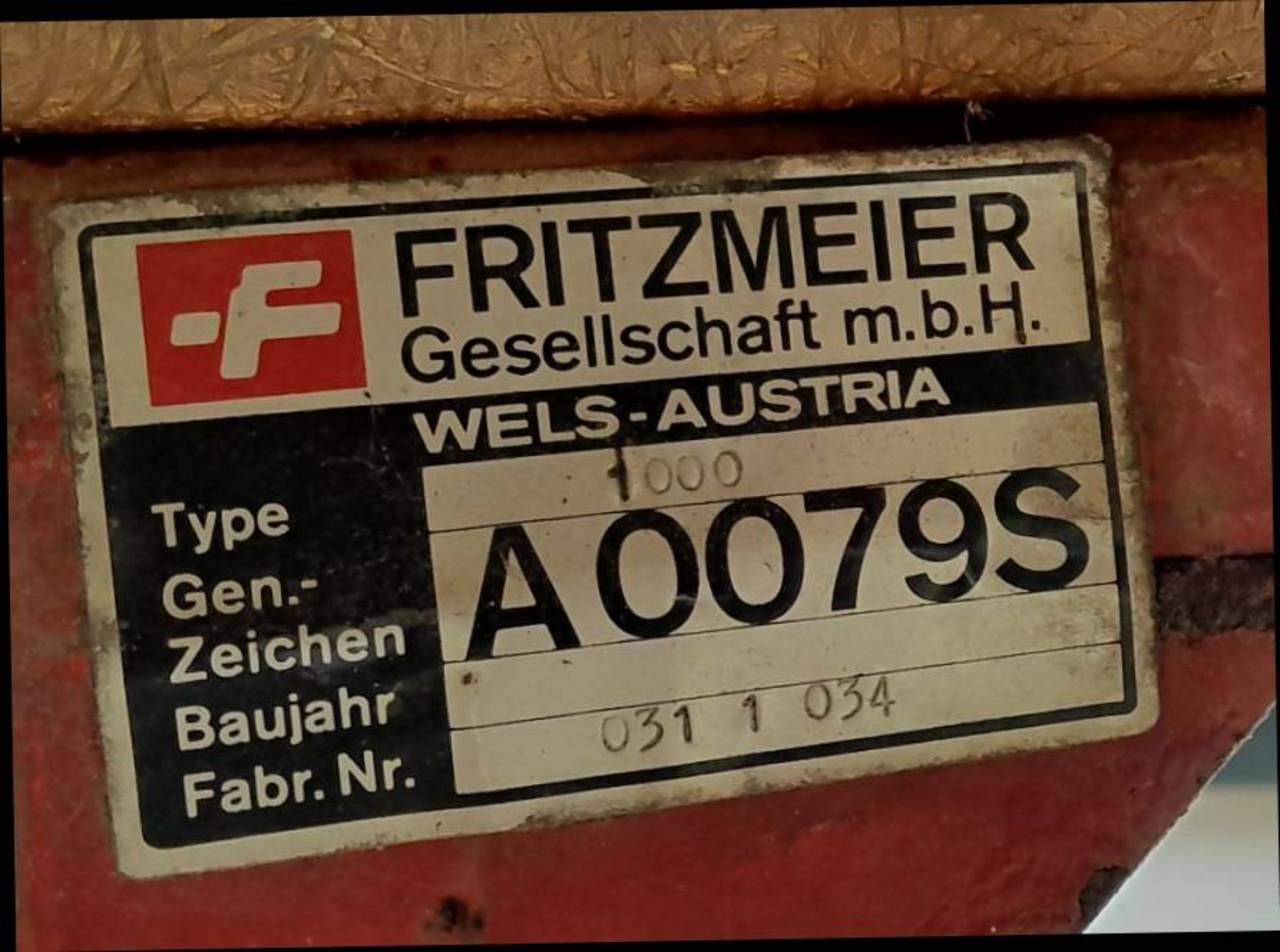 FRITZMEIER
Gesellschaft m.b.H.
WELS-AUSTRIA
Type 1000
Gen.-
Zeichen A0079S
Baujahr
Fabr. Nr. 031 1 034